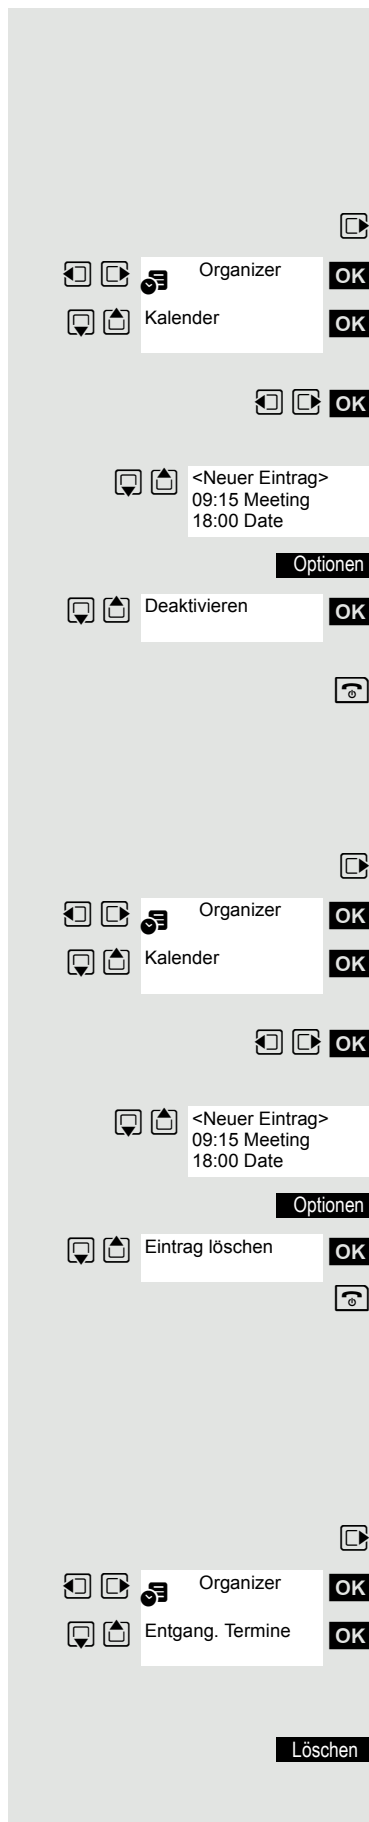 Organizer OK
Kalender OK
OK
<Neuer Eintrag>
09:15 Meeting
18:00 Date
Optionen
Deaktivieren OK
Organizer OK
Kalender OK
OK
<Neuer Eintrag>
09:15 Meeting
18:00 Date
Optionen
Eintrag löschen OK
Organizer OK
Entgang. Termine OK
Löschen